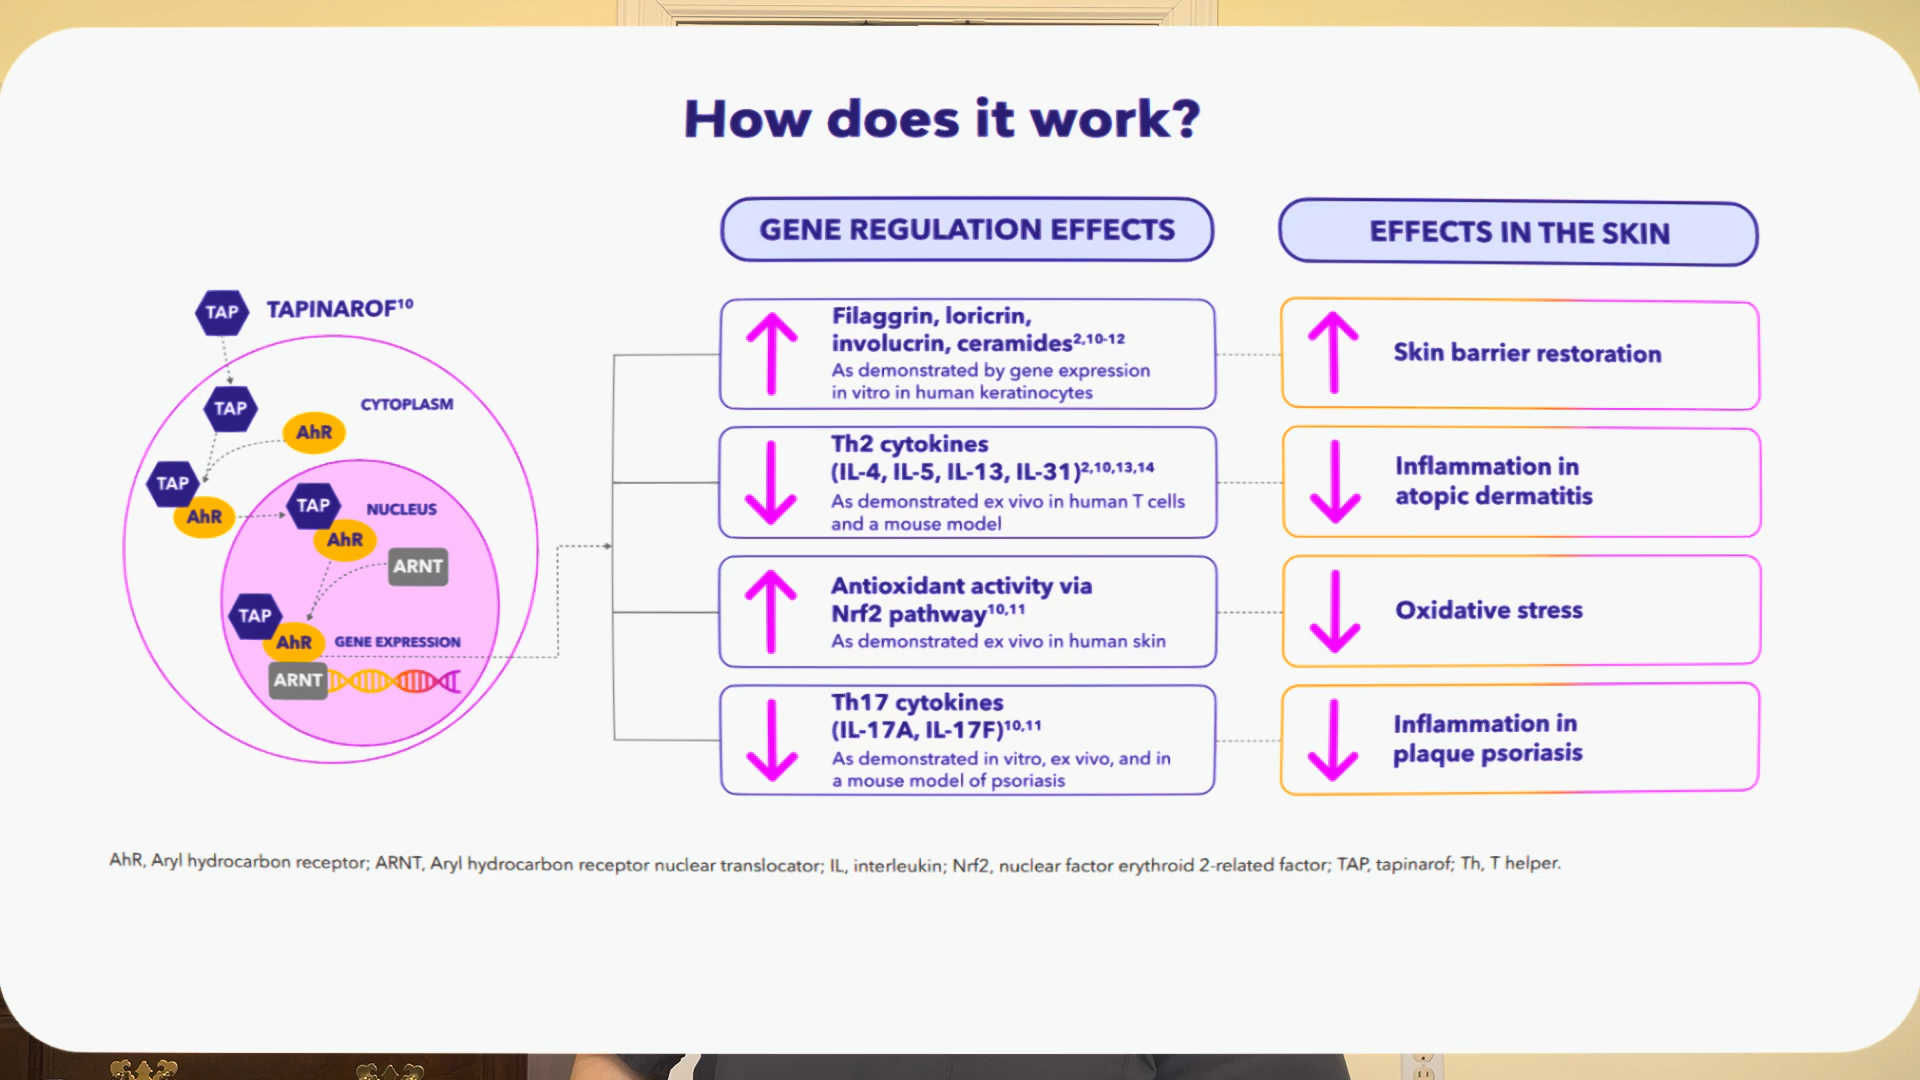 How does it work?
GENE REGULATION EFFECTS
EFFECTS IN THE SKIN
TAP
TAPINAROF¹⁰
TAP
CYTOPLASM
AhR
TAP
AhR
TAP
NUCLEUS
AhR
ARNT
TAP
AhR
GENE EXPRESSION
ARNT
Filaggrin, loricrin,
involucrin, ceramides²,¹⁰⁻¹²
As demonstrated by gene expression
in vitro in human keratinocytes
Skin barrier restoration
Th2 cytokines
(IL-4, IL-5, IL-13, IL-31)²,¹⁰,¹³,¹⁴
As demonstrated ex vivo in human T cells
and a mouse model
Inflammation in
atopic dermatitis
Antioxidant activity via
Nrf2 pathway¹⁰,¹¹
As demonstrated ex vivo in human skin
Oxidative stress
Th17 cytokines
(IL-17A, IL-17F)¹⁰,¹¹
As demonstrated in vitro, ex vivo, and in
a mouse model of psoriasis
Inflammation in
plaque psoriasis
AhR, Aryl hydrocarbon receptor; ARNT, Aryl hydrocarbon receptor nuclear translocator; IL, interleukin; Nrf2, nuclear factor erythroid 2-related factor; TAP, tapinarof; Th, T helper.